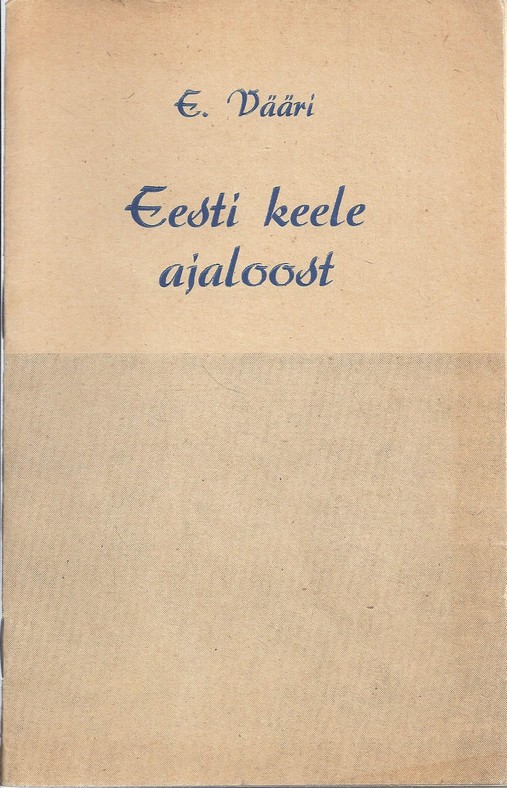 E. Vääri
Eesti keele
ajaloost